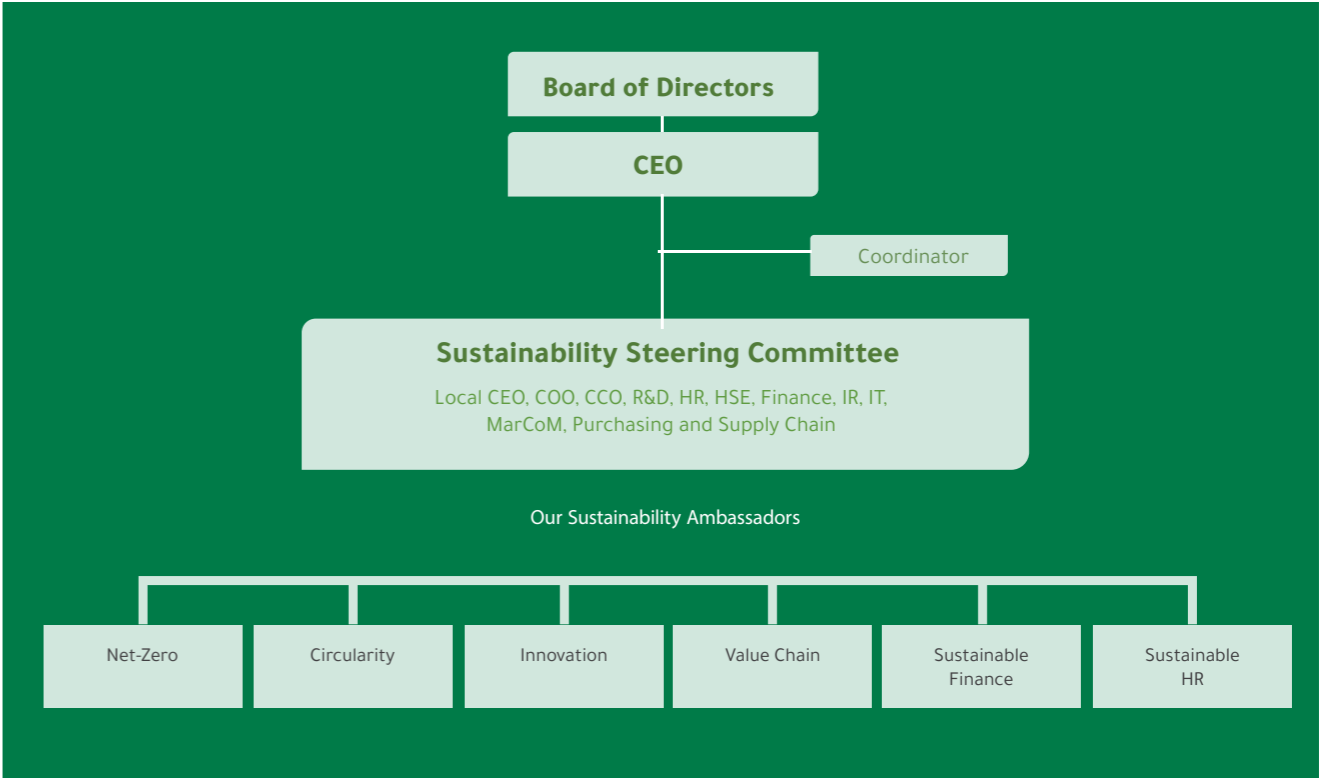 Board of Directors
CEO
Coordinator
Sustainability Steering Committee
Local CEO, COO, CCO, R&D, HR, HSE, Finance, IR, IT,
MarCoM, Purchasing and Supply Chain
Our Sustainability Ambassadors
Net-Zero
Circularity
Innovation
Value Chain
Sustainable
Finance
Sustainable
HR